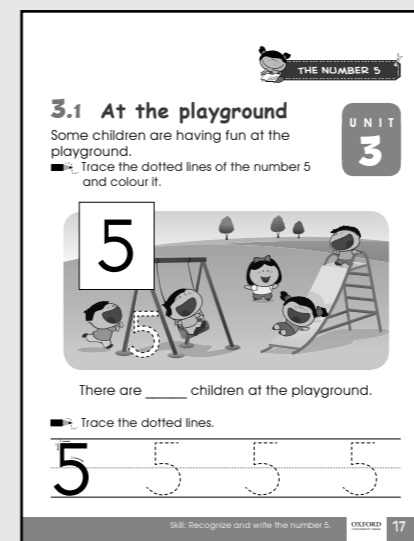 THE NUMBER 5
3.1 At the playground
UNIT
3
Some children are having fun at the
playground.
Trace the dotted lines of the number 5
and colour it.
5
5
There are ______ children at the playground.
Trace the dotted lines.
5 5 5 5
Skill: Recognize and write the number 5.
OXFORD
17